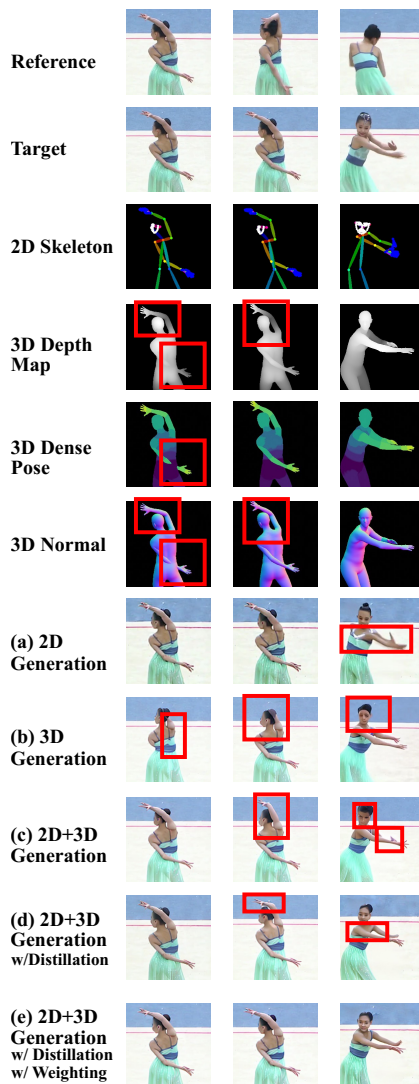 Reference
Target
2D Skeleton
3D Depth
Map
3D Dense
Pose
3D Normal
(a) 2D
Generation
(b) 3D
Generation
(c) 2D+3D
Generation
(d) 2D+3D
Generation
w/Distillation
(e) 2D+3D
Generation
w/ Distillation
w/ Weighting